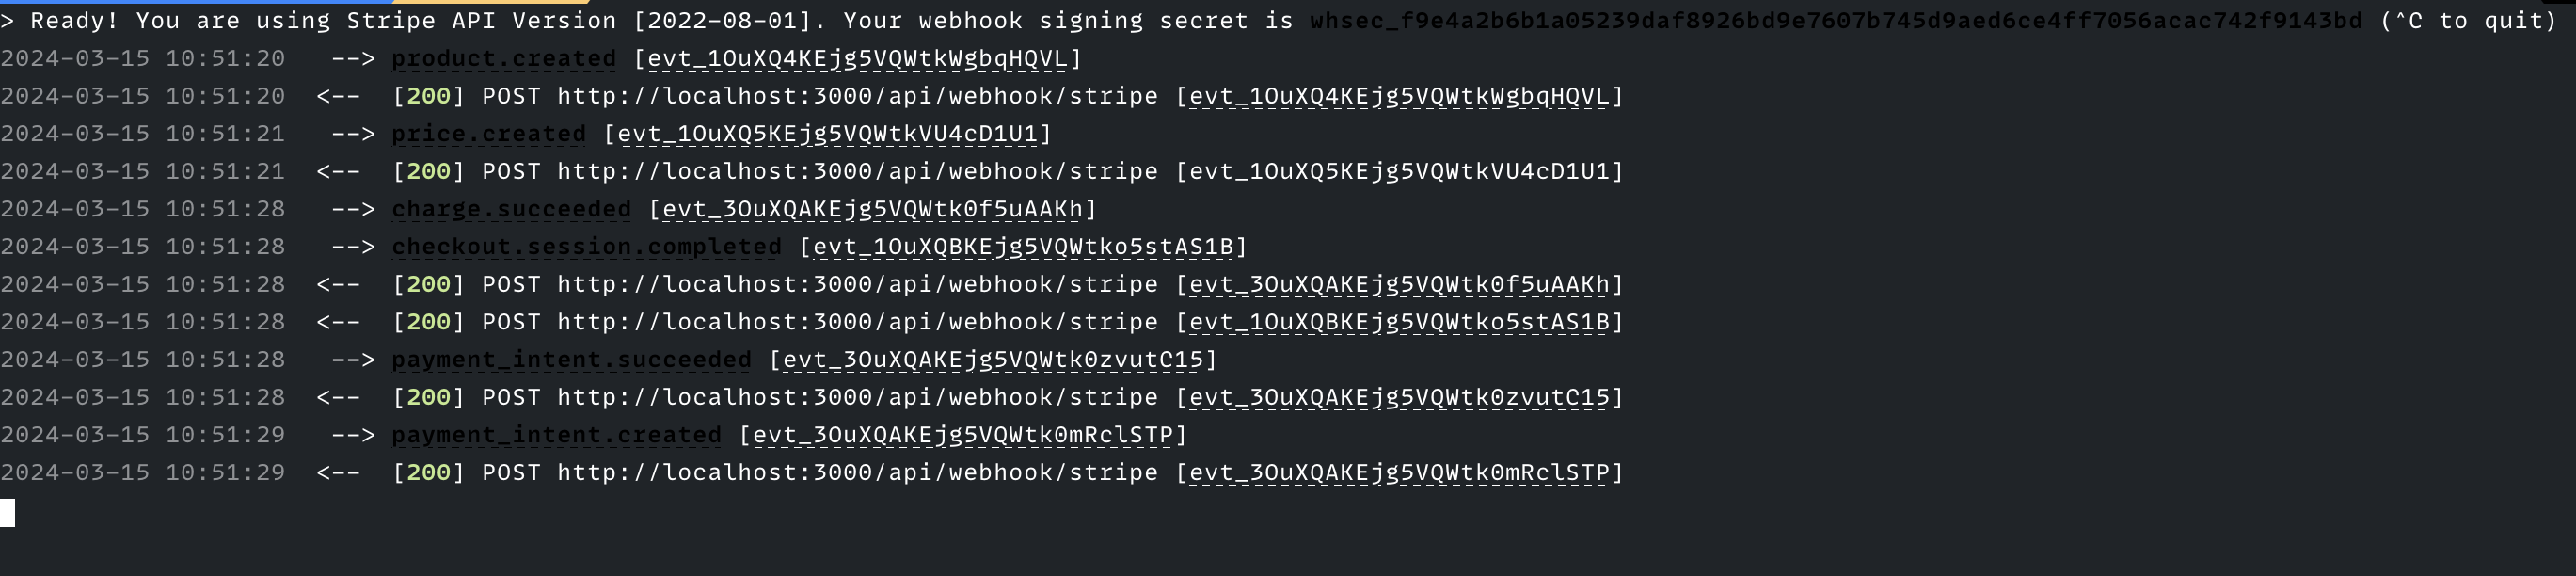 > Ready! You are using Stripe API Version [2022-08-01]. Your webhook signing secret is whsec_f9e4a2b6b1a05239daf8926bd9e7607b745d9aed6ce4ff7056acac742f9143bd (^C to quit)
2024-03-15 10:51:20   --> product.created [evt_1OuXQ4KEjg5VQWtkWgbqHQVL]
2024-03-15 10:51:20  <--  [200] POST http://localhost:3000/api/webhook/stripe [evt_1OuXQ4KEjg5VQWtkWgbqHQVL]
2024-03-15 10:51:21   --> price.created [evt_1OuXQ5KEjg5VQWtkVU4cD1U1]
2024-03-15 10:51:21  <--  [200] POST http://localhost:3000/api/webhook/stripe [evt_1OuXQ5KEjg5VQWtkVU4cD1U1]
2024-03-15 10:51:28   --> charge.succeeded [evt_3OuXQAKEjg5VQWtk0f5uAAKh]
2024-03-15 10:51:28   --> checkout.session.completed [evt_1OuXQBKEjg5VQWtko5stAS1B]
2024-03-15 10:51:28  <--  [200] POST http://localhost:3000/api/webhook/stripe [evt_3OuXQAKEjg5VQWtk0f5uAAKh]
2024-03-15 10:51:28  <--  [200] POST http://localhost:3000/api/webhook/stripe [evt_1OuXQBKEjg5VQWtko5stAS1B]
2024-03-15 10:51:28   --> payment_intent.succeeded [evt_3OuXQAKEjg5VQWtk0zvutC15]
2024-03-15 10:51:28  <--  [200] POST http://localhost:3000/api/webhook/stripe [evt_3OuXQAKEjg5VQWtk0zvutC15]
2024-03-15 10:51:29   --> payment_intent.created [evt_3OuXQAKEjg5VQWtk0mRclSTP]
2024-03-15 10:51:29  <--  [200] POST http://localhost:3000/api/webhook/stripe [evt_3OuXQAKEjg5VQWtk0mRclSTP]